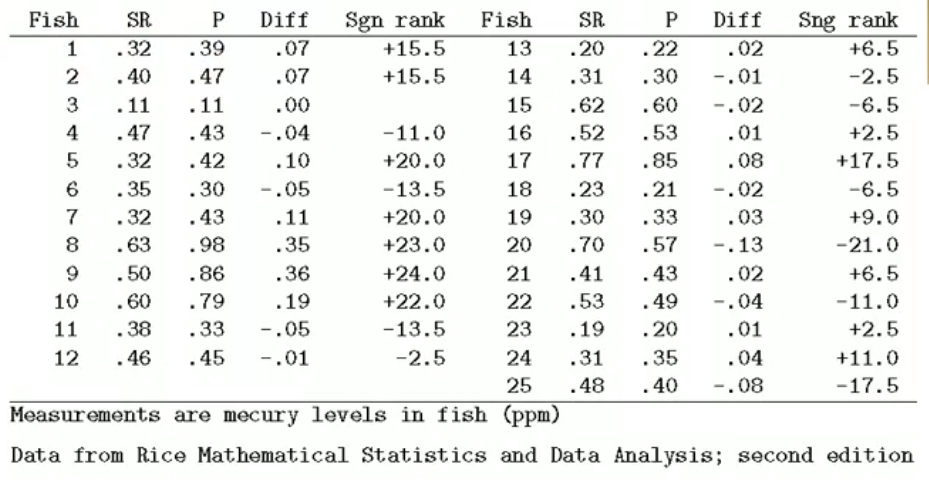 Fish SR P Diff Sgn rank Fish SR P Diff Sng rank
1 .32 .39 .07 +15.5 13 .20 .22 .02 +6.5
2 .40 .47 .07 +15.5 14 .31 .30 -.01 -2.5
3 .11 .11 .00 15 .62 .60 -.02 -6.5
4 .47 .43 -.04 -11.0 16 .52 .53 .01 +2.5
5 .32 .42 .10 +20.0 17 .77 .85 .08 +17.5
6 .35 .30 -.05 -13.5 18 .23 .21 -.02 -6.5
7 .32 .43 .11 +20.0 19 .30 .33 .03 +9.0
8 .63 .98 .35 +23.0 20 .70 .57 -.13 -21.0
9 .50 .86 .36 +24.0 21 .41 .43 .02 +6.5
10 .60 .79 .19 +22.0 22 .53 .49 -.04 -11.0
11 .38 .33 -.05 -13.5 23 .19 .20 .01 +2.5
12 .46 .45 -.01 -2.5 24 .31 .35 .04 +11.0
25 .48 .40 -.08 -17.5
Measurements are mecury levels in fish (ppm)
Data from Rice Mathematical Statistics and Data Analysis; second edition